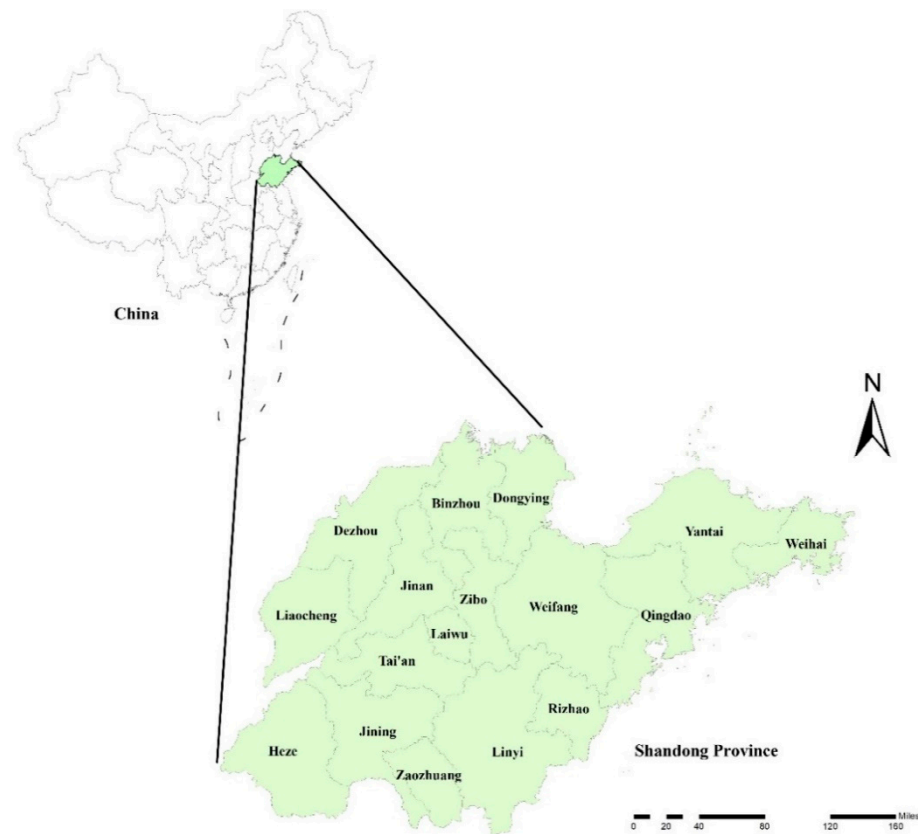 China
N
Binzhou
Dongying
Dezhou
Yantai
Weihai
Jinan
Zibo
Weifang
Liaocheng
Qingdao
Laiwu
Tai'an
Rizhao
Jining
Heze
Linyi
Shandong Province
Zaozhuang
Miles
0 20 40 80 120 160